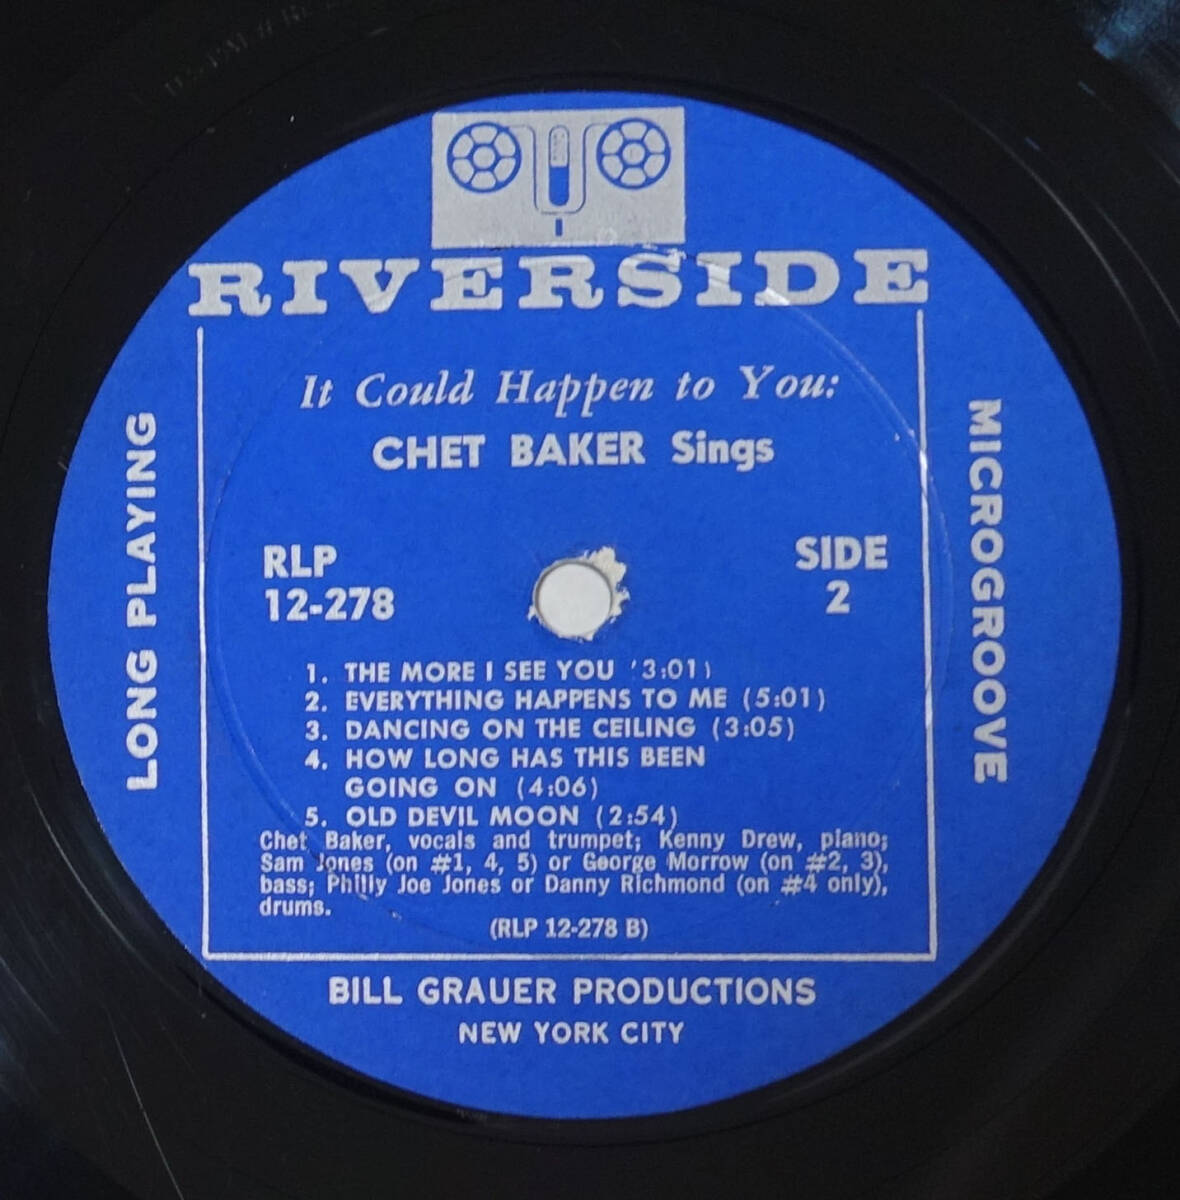 RIVERSIDE
It Could Happen to You:
CHET BAKER Sings
LONG PLAYING
MICROGROOVE
RLP
12-278
SIDE
2
1. THE MORE I SEE YOU '3:01)
2. EVERYTHING HAPPENS TO ME (5:01)
3. DANCING ON THE CEILING (3:05)
4. HOW LONG HAS THIS BEEN
GOING ON (4:06)
5. OLD DEVIL MOON (2:54)
Chet Baker, vocals and trumpet; Kenny Drew, piano;
Sam Jones (on #1, 4, 5) or George Morrow (on #2, 3),
bass; Philly Joe Jones or Danny Richmond (on #4 only),
drums.
(RLP 12-278 B)
BILL GRAUER PRODUCTIONS
NEW YORK CITY